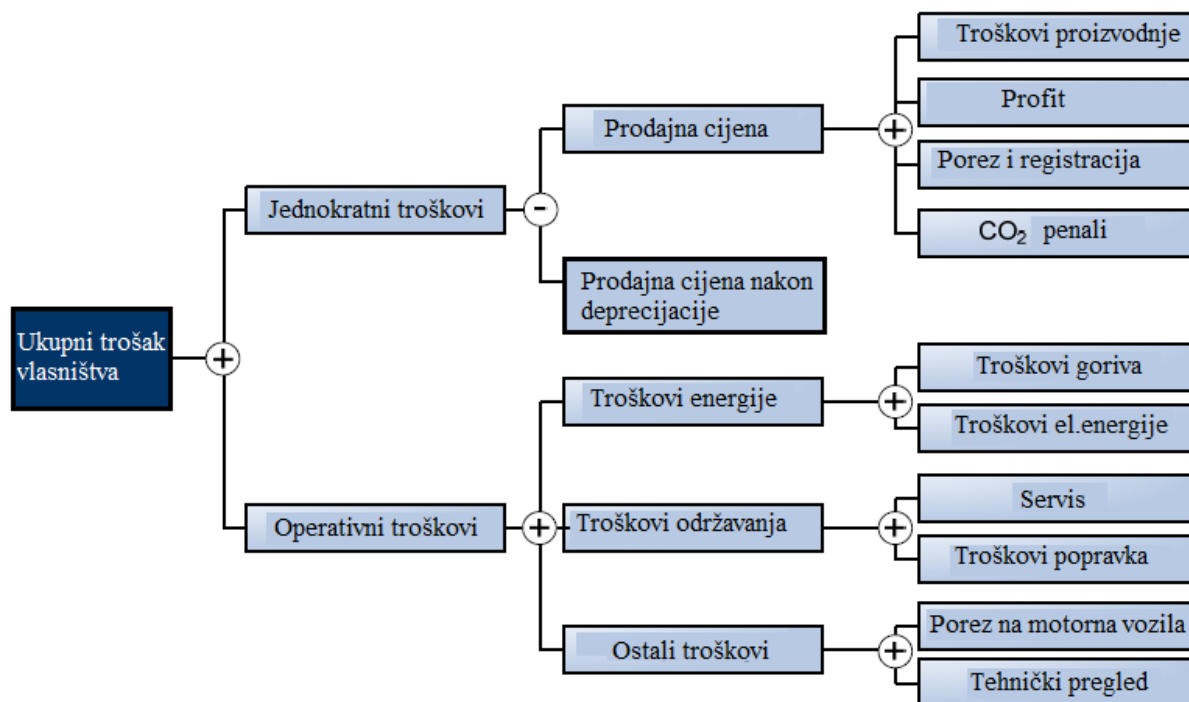 Troškovi proizvodnje
Profit
Prodajna cijena
Porez i registracija
Jednokratni troškovi
CO₂ penali
Prodajna cijena nakon
deprecijacije
Ukupni trošak
vlasništva
Troškovi goriva
Troškovi energije
Troškovi el.energije
Servis
Operativni troškovi
Troškovi održavanja
Troškovi popravka
Porez na motorna vozila
Ostali troškovi
Tehnički pregled